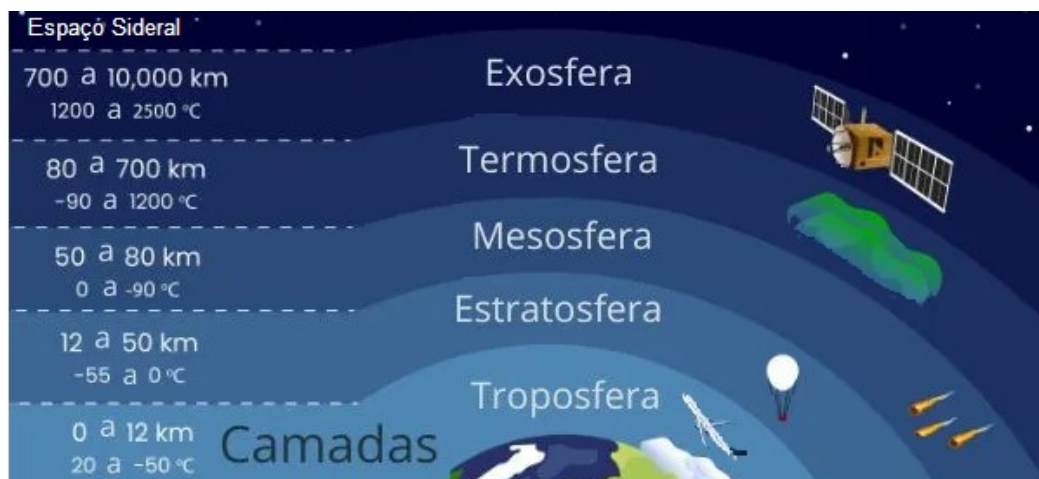 Espaço Sideral
700 a 10,000 km
1200 a 2500 °C
Exosfera
80 a 700 km
-90 a 1200 °C
Termosfera
50 a 80 km
0 a -90 °C
Mesosfera
12 a 50 km
-55 a 0 °C
Estratosfera
0 a 12 km
20 a -50 °C
Troposfera
Camadas